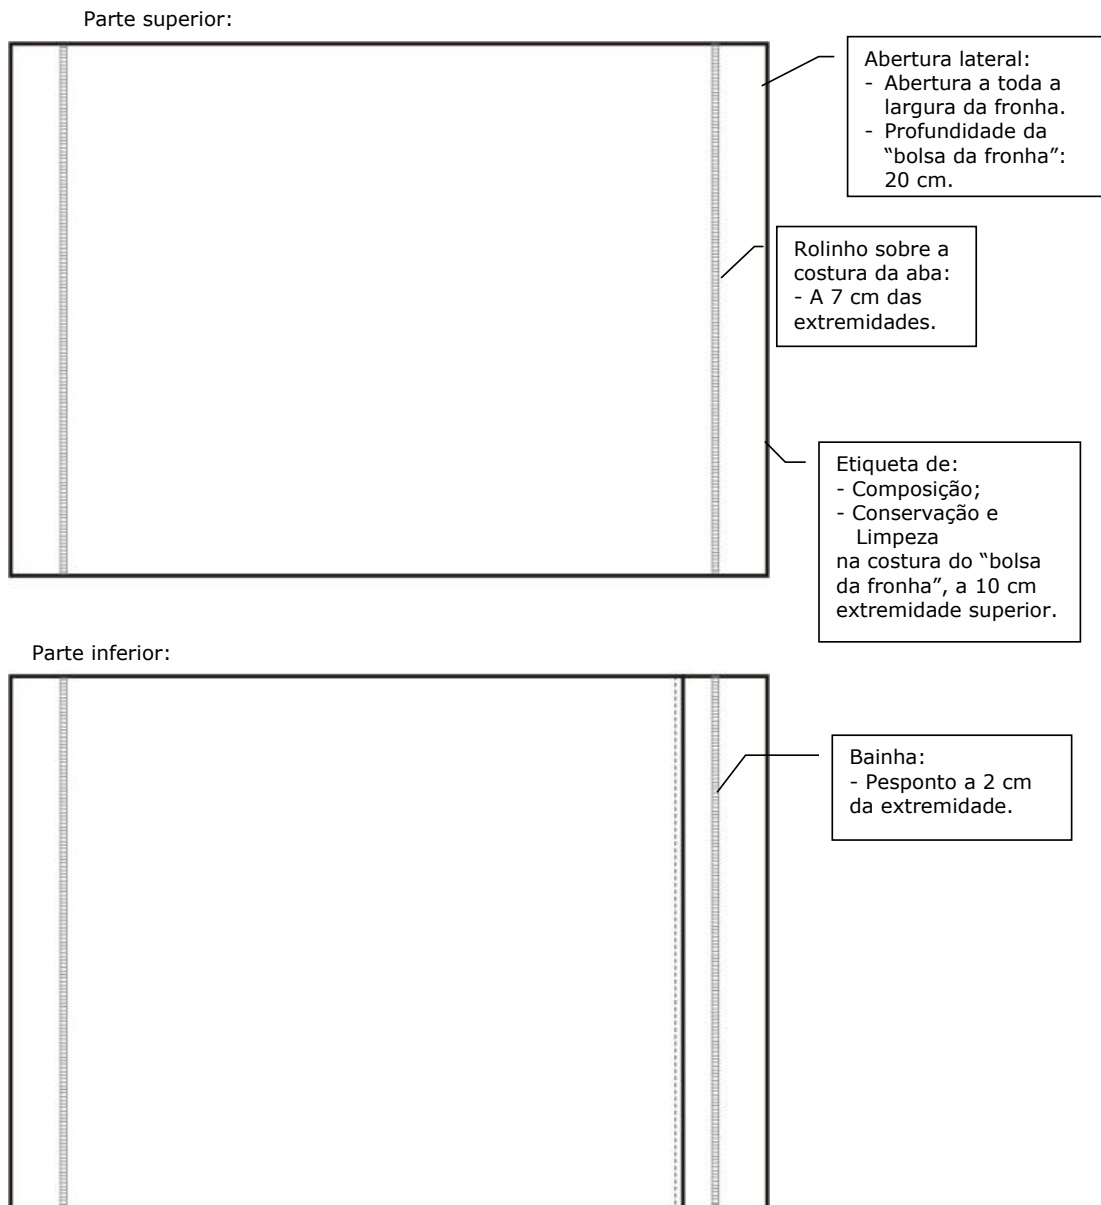 Parte superior:
Abertura lateral:
- Abertura a toda a
largura da fronha.
- Profundidade da
“bolsa da fronha”:
20 cm.
Rolinho sobre a
costura da aba:
- A 7 cm das
extremidades.
Etiqueta de:
- Composição;
- Conservação e
Limpeza
na costura do “bolsa
da fronha”, a 10 cm
extremidade superior.
Parte inferior:
Bainha:
- Pesponto a 2 cm
da extremidade.